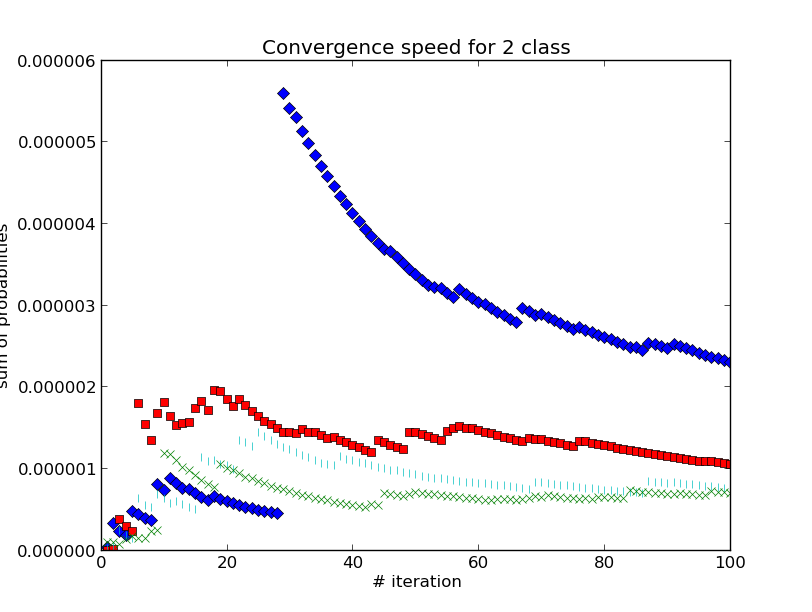 Convergence speed for 2 class
0.000006
0.000005
0.000004
0.000003
0.000002
0.000001
0.000000
sum of probabilities
0 20 40 60 80 100
# iteration